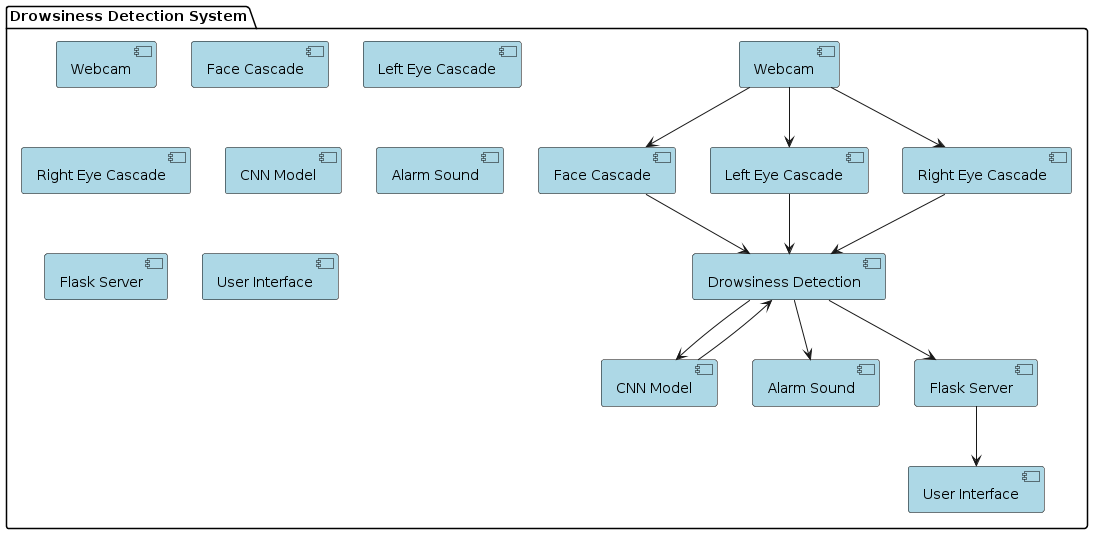 Drowsiness Detection System
Webcam
Face Cascade
Left Eye Cascade
Webcam
Right Eye Cascade
CNN Model
Alarm Sound
Face Cascade
Left Eye Cascade
Right Eye Cascade
Flask Server
User Interface
Drowsiness Detection
CNN Model
Alarm Sound
Flask Server
User Interface